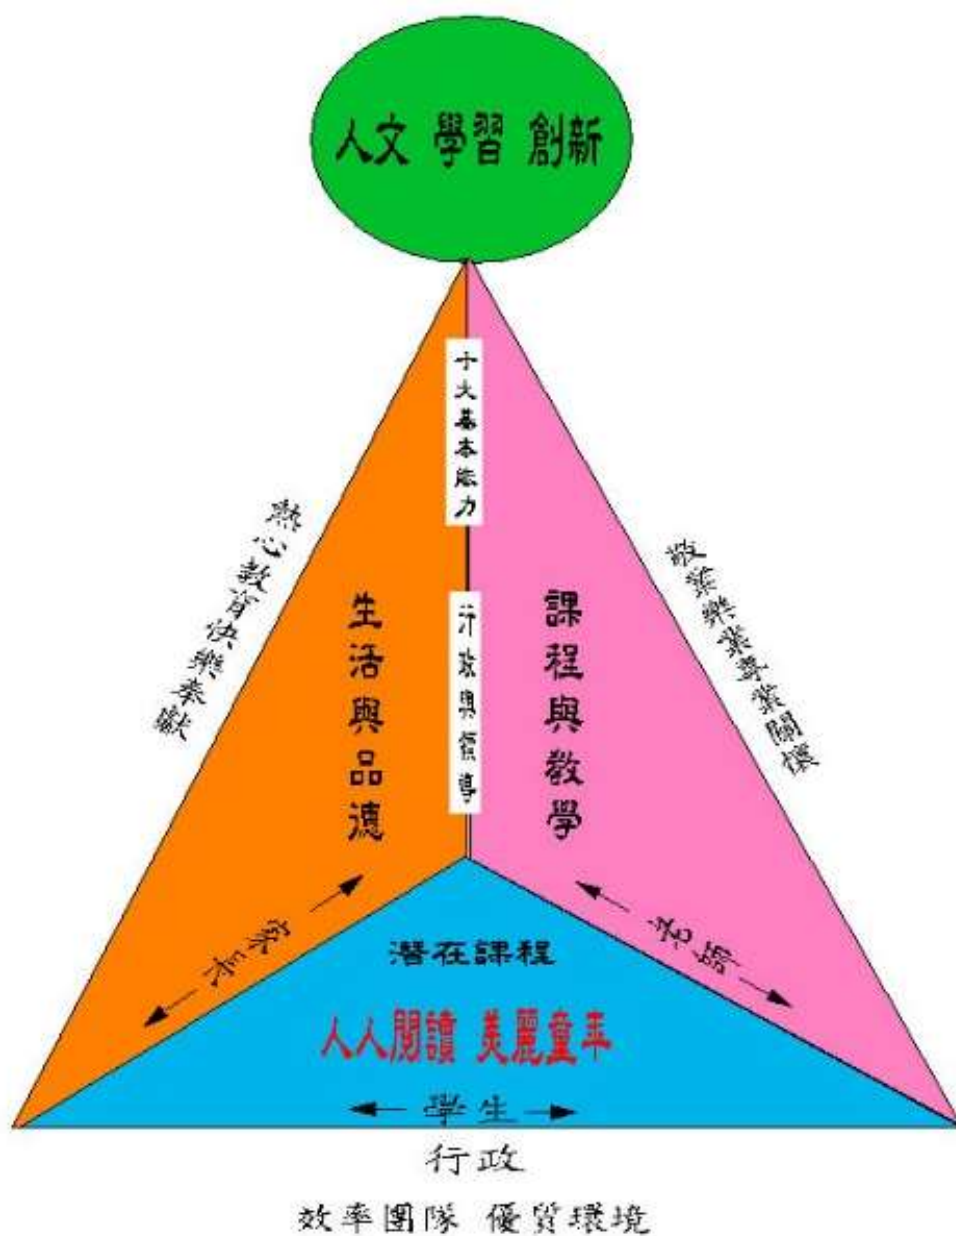 人文 學習 創新
十大基本能力
行政與領導
熱心教育快樂奉獻
生活與品德
課程與教學
敬業樂業專業關懷
家長
老師
潛在課程
人人閱讀 美麗童年
學生
行政
效率團隊 優質環境